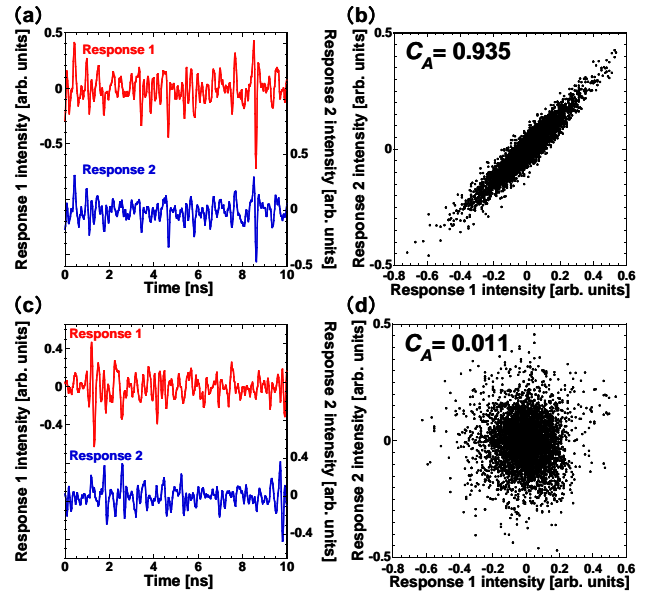 (a)
Response 1 intensity [arb. units]
0.5
0
-0.5
Response 1
Response 2
0.5
0
-0.5
Response 2 intensity [arb. units]
0 2 4 6 8 10
Time [ns]
(b)
C_A = 0.935
Response 2 intensity [arb. units]
0.5
0
-0.5
-0.8 -0.6 -0.4 -0.2 0 0.2 0.4 0.6
Response 1 intensity [arb. units]
(c)
Response 1 intensity [arb. units]
0.4
0
-0.4
Response 1
Response 2
0.4
0
-0.4
Response 2 intensity [arb. units]
0 2 4 6 8 10
Time [ns]
(d)
C_A = 0.011
Response 2 intensity [arb. units]
0.5
0
-0.5
-0.8 -0.6 -0.4 -0.2 0 0.2 0.4 0.6
Response 1 intensity [arb. units]